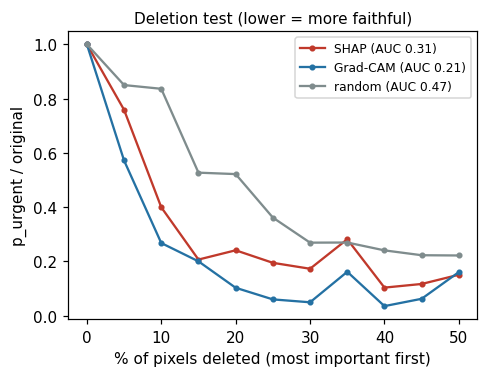 Deletion test (lower = more faithful)
SHAP (AUC 0.31)
Grad-CAM (AUC 0.21)
random (AUC 0.47)
p_urgent / original
1.0
0.8
0.6
0.4
0.2
0.0
0 10 20 30 40 50
% of pixels deleted (most important first)